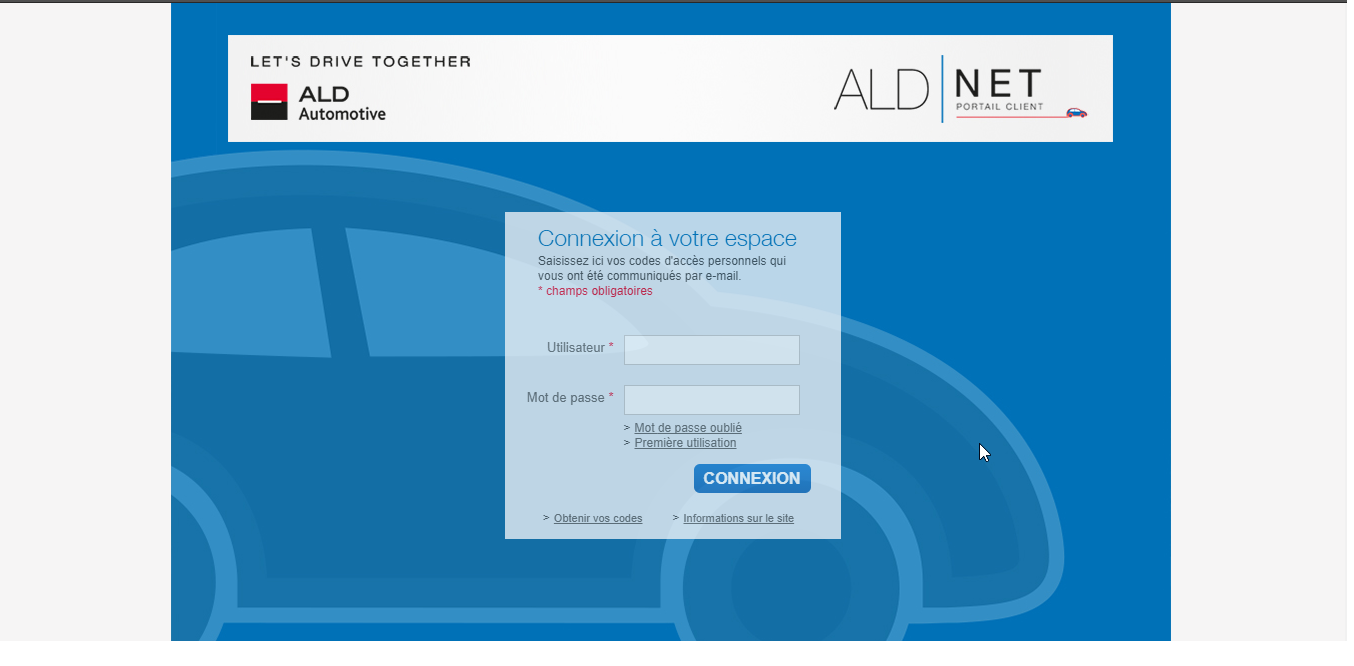 LET'S DRIVE TOGETHER
ALD
Automotive
ALD NET
PORTAIL CLIENT
Connexion à votre espace
Saisissez ici vos codes d'accès personnels qui
vous ont été communiqués par e-mail.
* champs obligatoires
Utilisateur *
Mot de passe *
> Mot de passe oublié
> Première utilisation
CONNEXION
> Obtenir vos codes > Informations sur le site